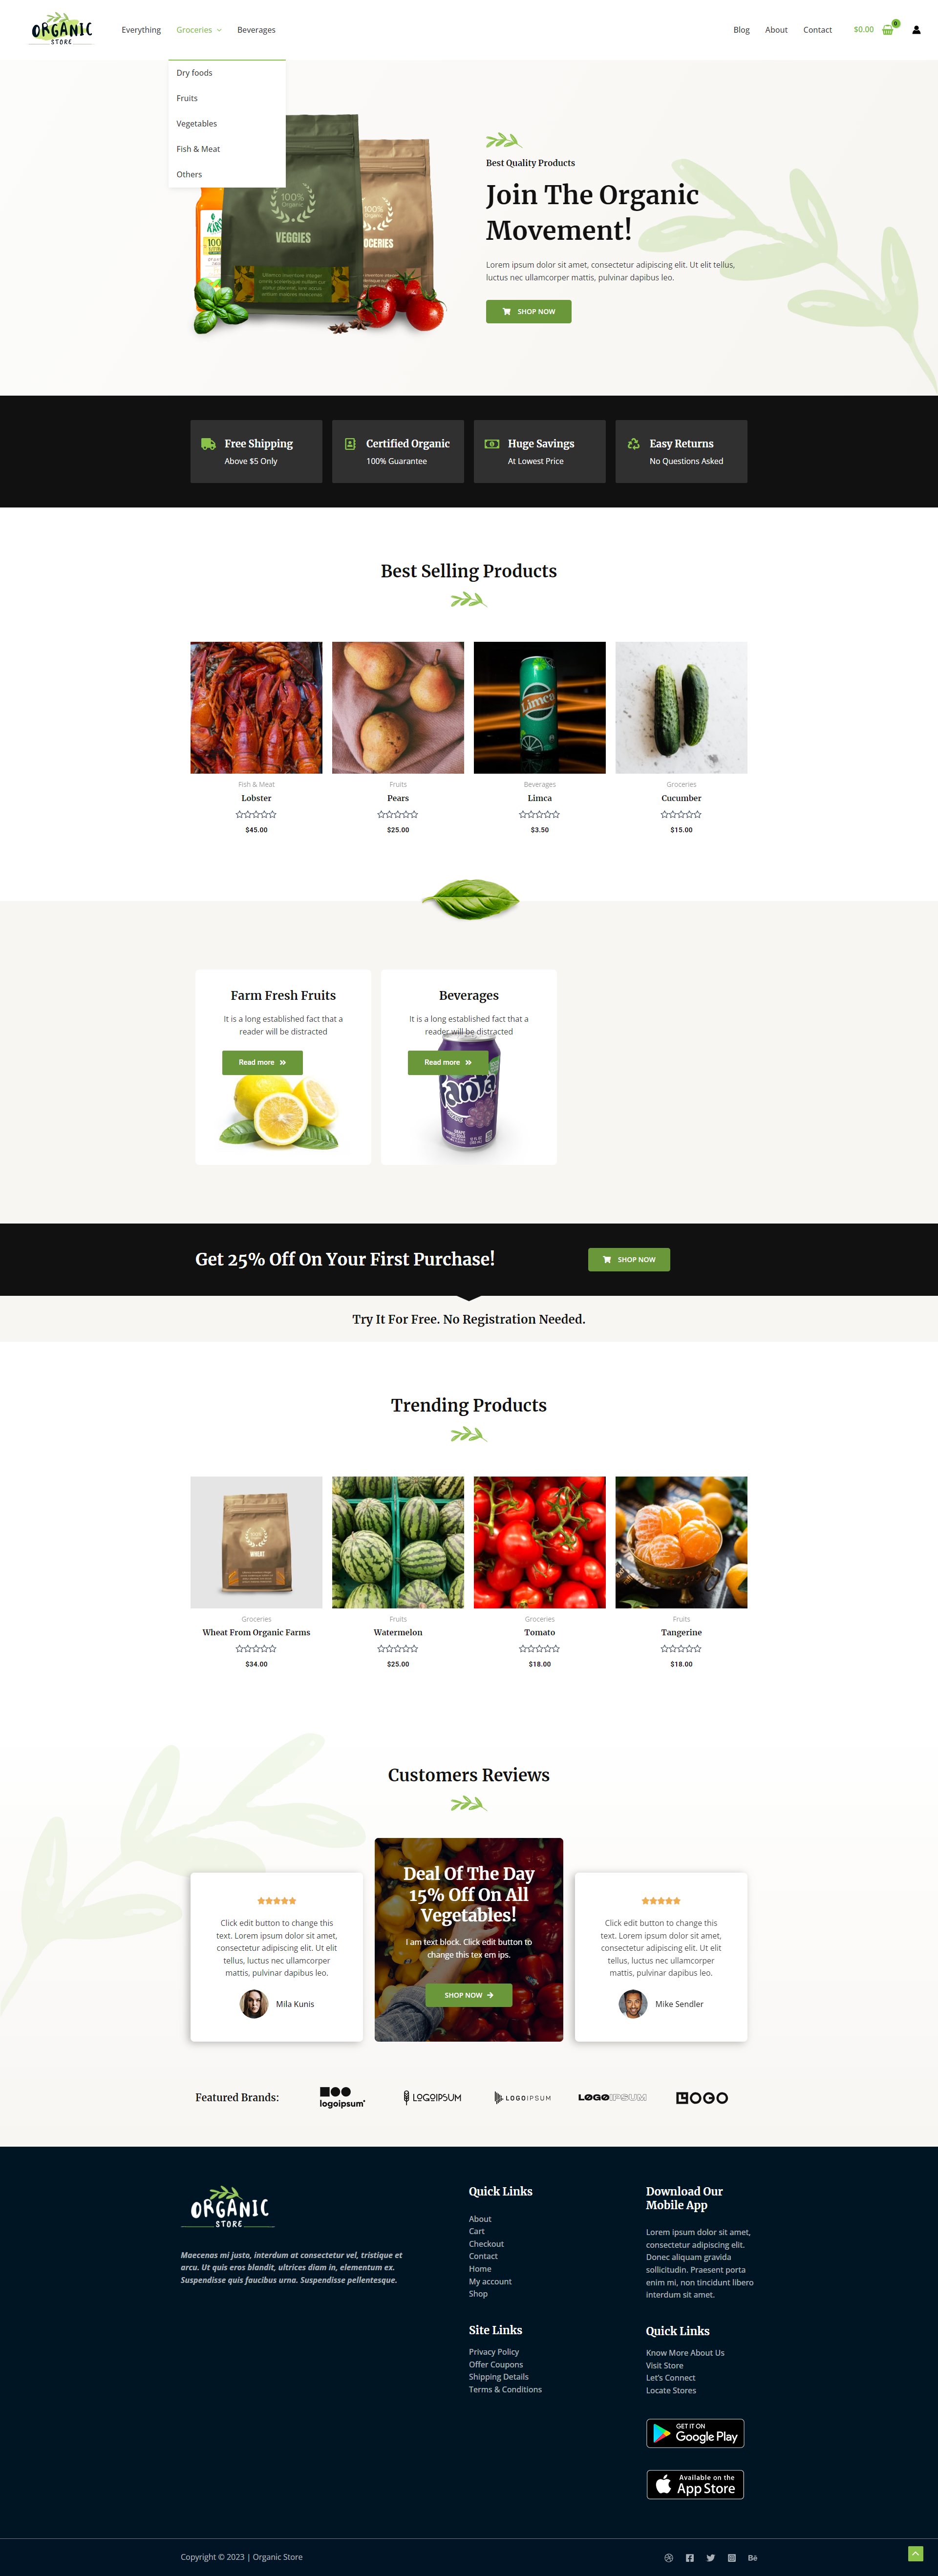 ORGANIC
STORE
Everything
Groceries
Beverages
Blog
About
Contact
$0.00
0
Dry foods
Fruits
Vegetables
Fish & Meat
Others
100%
Organic
VEGGIES
Best Quality Products
Join The Organic
Movement!
Lorem ipsum dolor sit amet, consectetur adipiscing elit. Ut elit tellus,
luctus nec ullamcorper mattis, pulvinar dapibus leo.
SHOP NOW
Free Shipping
Above $5 Only
Certified Organic
100% Guarantee
Huge Savings
At Lowest Price
Easy Returns
No Questions Asked
Best Selling Products
Limca
Fish & Meat
Lobster
$45.00
Fruits
Pears
$25.00
Beverages
Limca
$3.50
Groceries
Cucumber
$15.00
Farm Fresh Fruits
It is a long established fact that a
reader will be distracted
Read more
Beverages
It is a long established fact that a
reader will be distracted
Read more
Fanta
GRAPE
Get 25% Off On Your First Purchase!
SHOP NOW
Try It For Free. No Registration Needed.
Trending Products
WHEAT
Groceries
Wheat From Organic Farms
$34.00
Fruits
Watermelon
$25.00
Groceries
Tomato
$18.00
Fruits
Tangerine
$18.00
Customers Reviews
Click edit button to change this
text. Lorem ipsum dolor sit amet,
consectetur adipiscing elit. Ut elit
tellus, luctus nec ullamcorper
mattis, pulvinar dapibus leo.
Mila Kunis
Deal Of The Day
15% Off On All
Vegetables!
I am text block. Click edit button to
change this tex em ips.
SHOP NOW
Click edit button to change this
text. Lorem ipsum dolor sit amet,
consectetur adipiscing elit. Ut elit
tellus, luctus nec ullamcorper
mattis, pulvinar dapibus leo.
Mike Sendler
Featured Brands:
logoipsum
LOGOIPSUM
LOGOIPSUM
LOGOIPSUM
LOGO
ORGANIC
STORE
Maecenas mi justo, interdum at consectetur vel, tristique et
arcu. Ut quis eros blandit, ultrices diam in, elementum ex.
Suspendisse quis faucibus urna. Suspendisse pellentesque.
Quick Links
About
Cart
Checkout
Contact
Home
My account
Shop
Site Links
Privacy Policy
Offer Coupons
Shipping Details
Terms & Conditions
Download Our
Mobile App
Lorem ipsum dolor sit amet,
consectetur adipiscing elit.
Donec aliquam gravida
sollicitudin. Praesent porta
enim mi, non tincidunt libero
interdum sit amet.
Quick Links
Know More About Us
Visit Store
Let's Connect
Locate Stores
GET IT ON
Google Play
Available on the
App Store
Copyright © 2023 | Organic Store